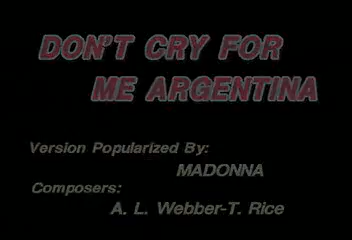 DON'T CRY FOR
ME ARGENTINA
Version Popularized By:
MADONNA
Composers:
A. L. Webber-T. Rice